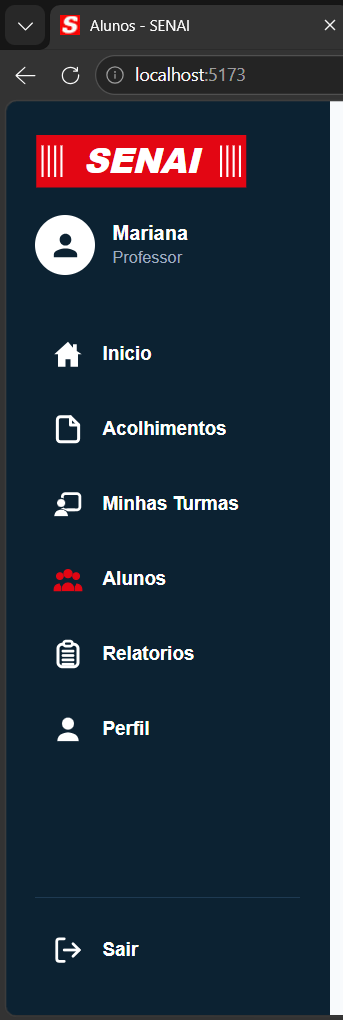 Alunos - SENAI
localhost:5173
SENAI
Mariana
Professor
Inicio
Acolhimentos
Minhas Turmas
Alunos
Relatorios
Perfil
Sair